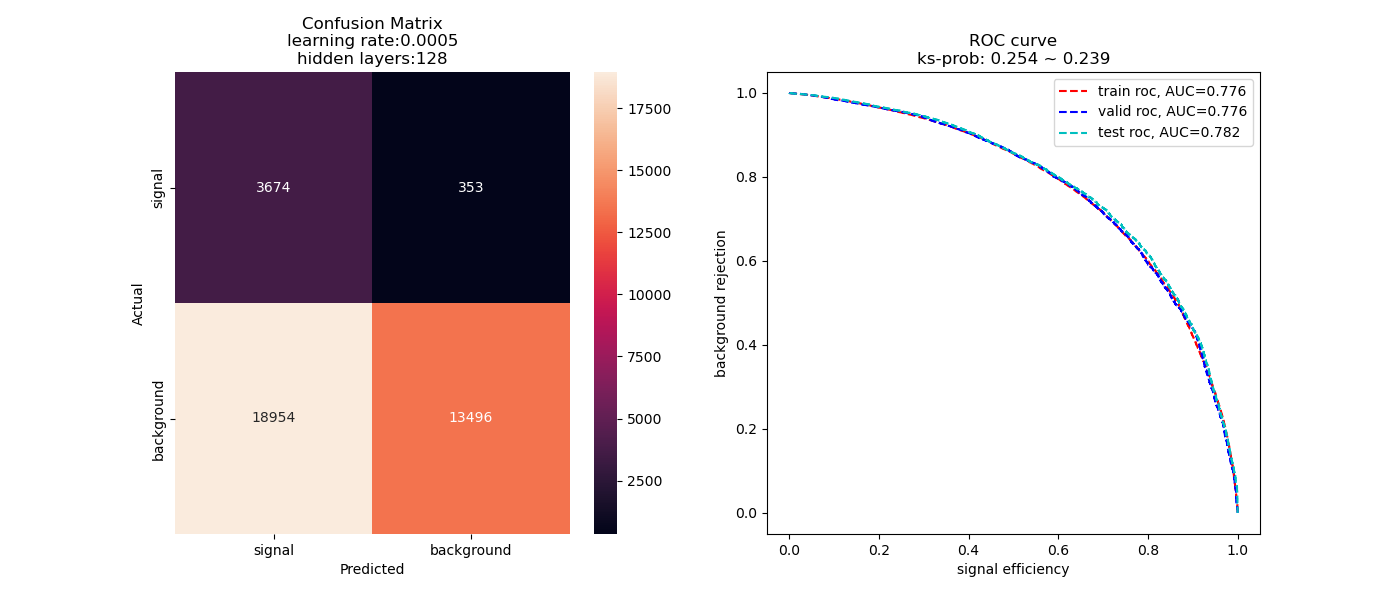 Confusion Matrix
learning rate:0.0005
hidden layers:128
signal
background
Actual
3674
353
18954
13496
signal
background
Predicted
17500
15000
12500
10000
7500
5000
2500
ROC curve
ks-prob: 0.254 ~ 0.239
train roc, AUC=0.776
valid roc, AUC=0.776
test roc, AUC=0.782
background rejection
1.0
0.8
0.6
0.4
0.2
0.0
0.0
0.2
0.4
0.6
0.8
1.0
signal efficiency